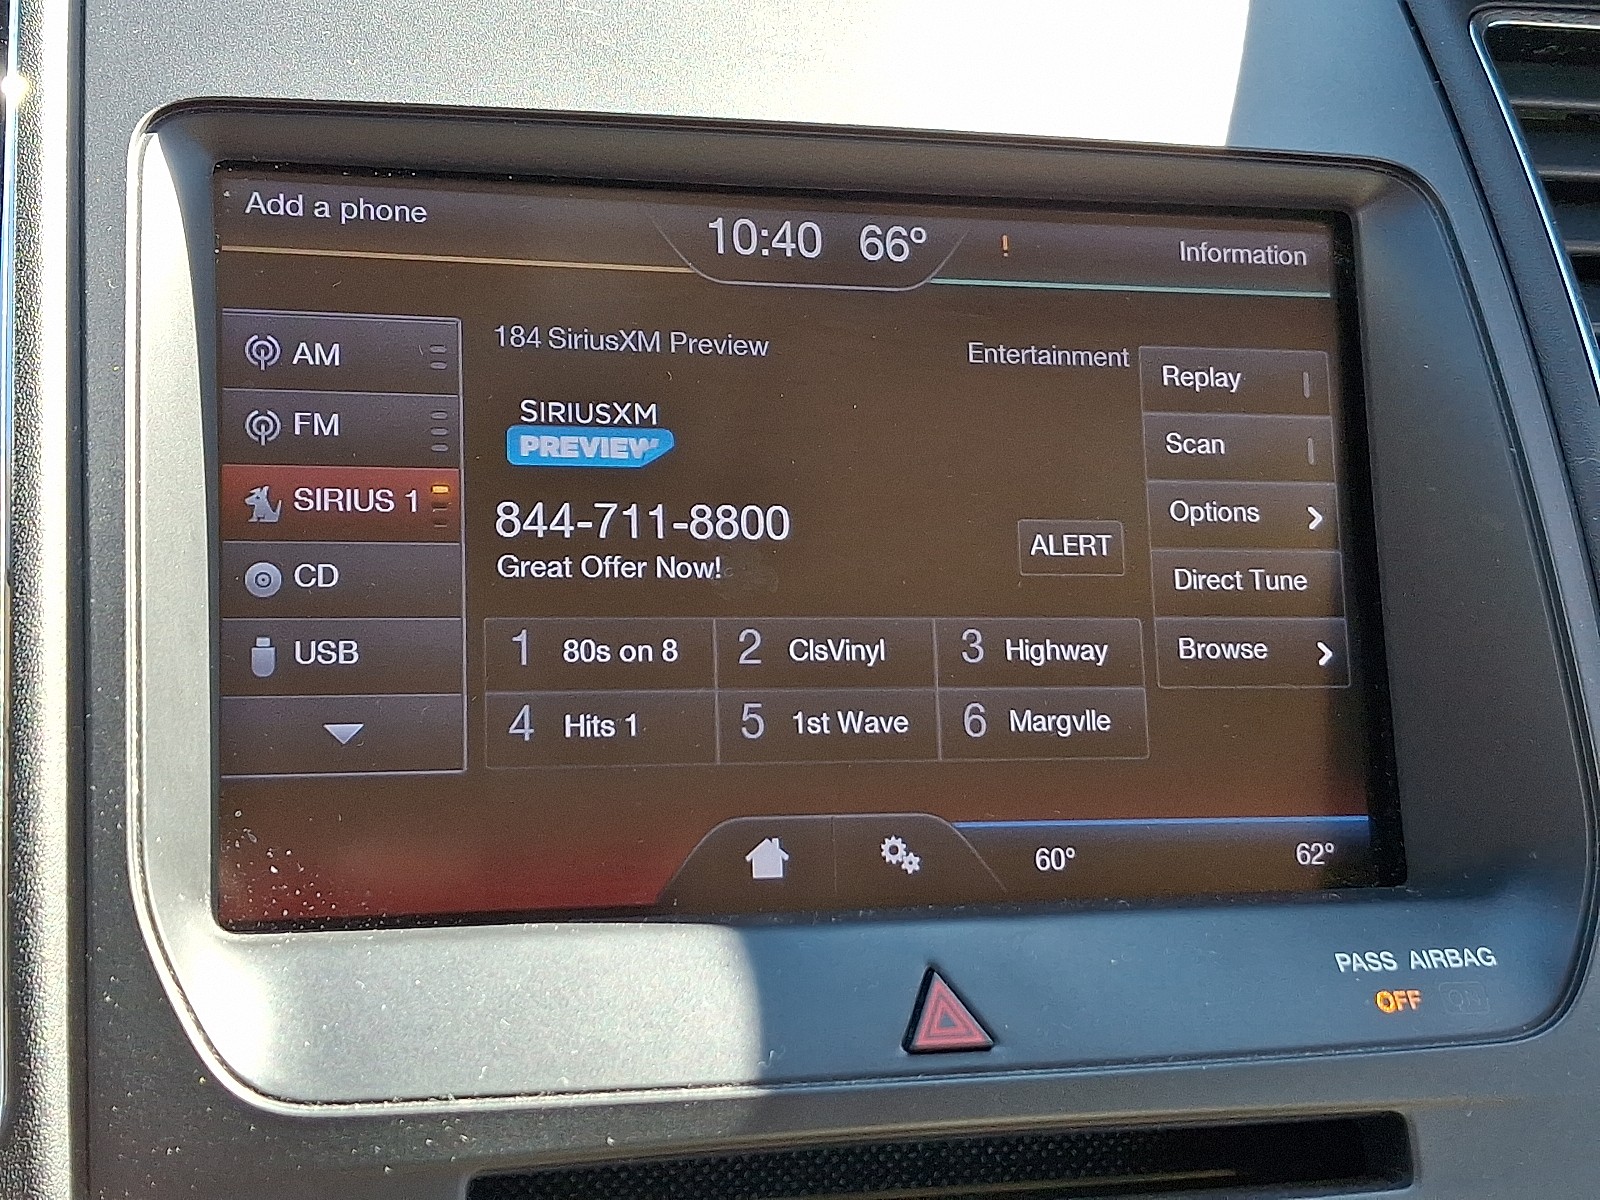 Add a phone
10:40 66°
!
Information
AM
FM
SIRIUS 1
CD
USB
184 SiriusXM Preview
Entertainment
SIRIUSXM
PREVIEW
844-711-8800
Great Offer Now!
ALERT
1 80s on 8
2 ClsVinyl
3 Highway
4 Hits 1
5 1st Wave
6 Margvlle
Replay
Scan
Options
Direct Tune
Browse
60°
62°
PASS AIRBAG
OFF ON